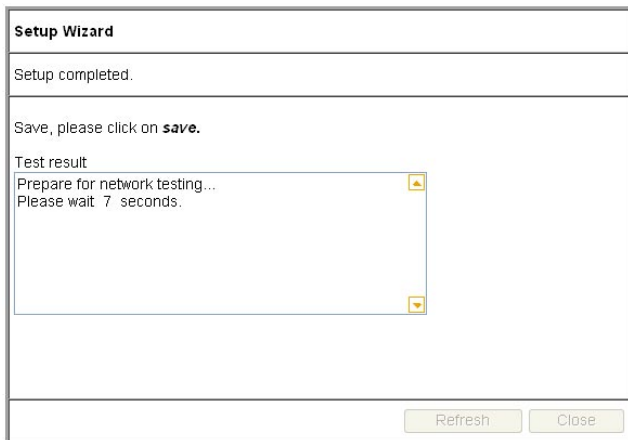 Setup Wizard
Setup completed.
Save, please click on save.
Test result
Prepare for network testing...
Please wait 7 seconds.
Refresh
Close